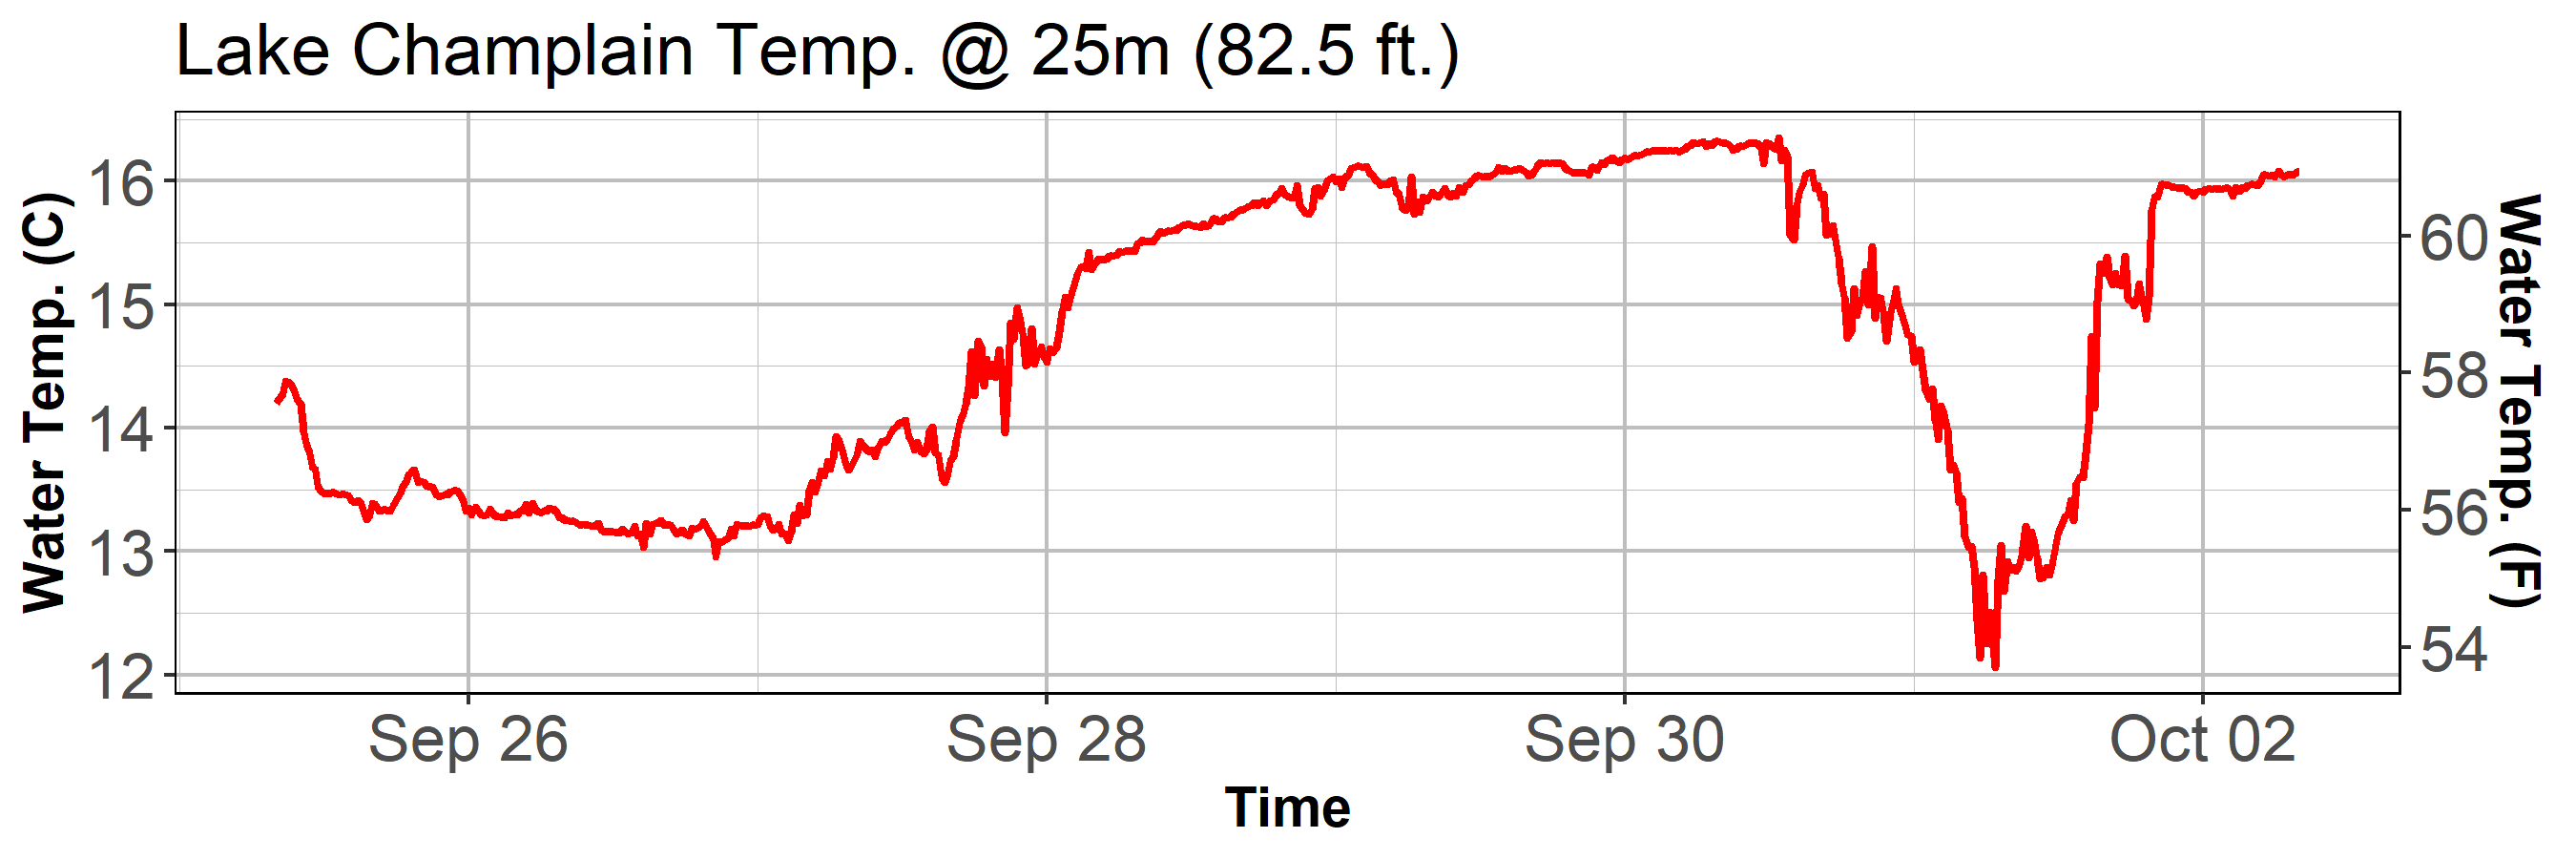 Lake Champlain Temp. @ 25m (82.5 ft.)
Water Temp. (C)
16
15
14
13
12
60
58
56
54
Water Temp. (F)
Sep 26
Sep 28
Sep 30
Oct 02
Time